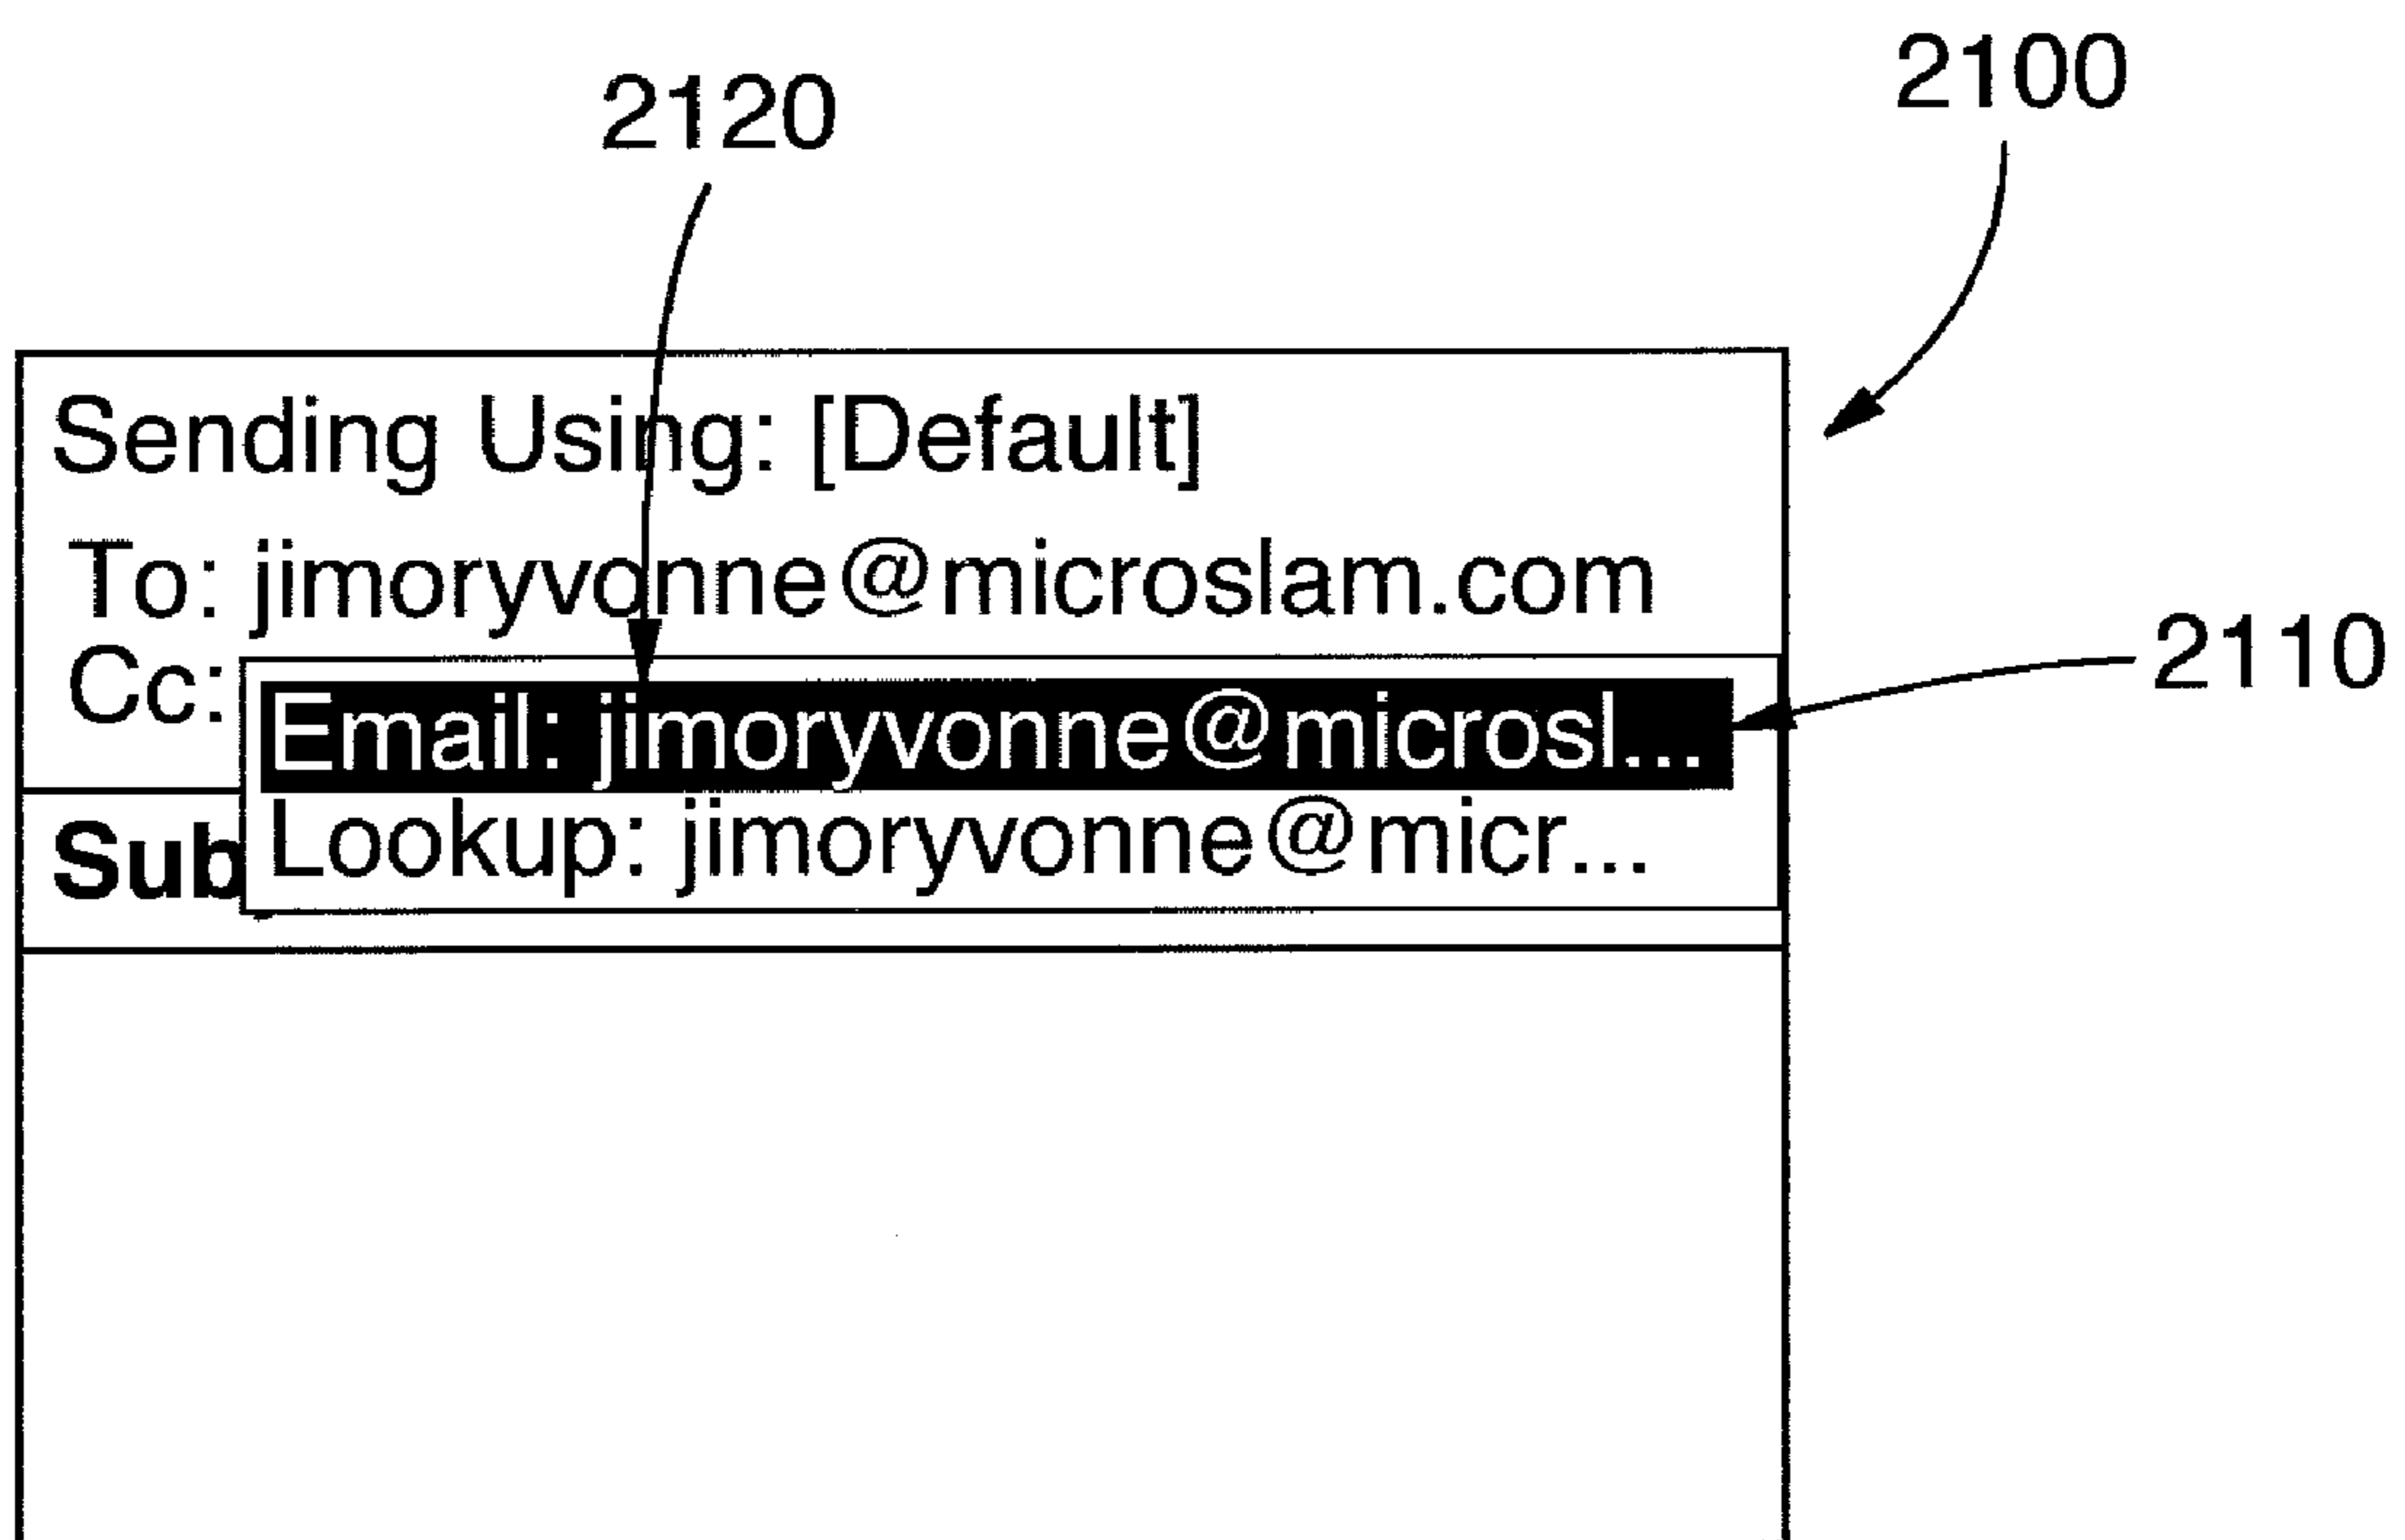 2100
2120
Sending Using: [Default]
To: jimoryvonne@microslam.com
2110
Cc:
Email: jimoryvonne@microsl...
Lookup: jimoryvonne@micr...
Sub